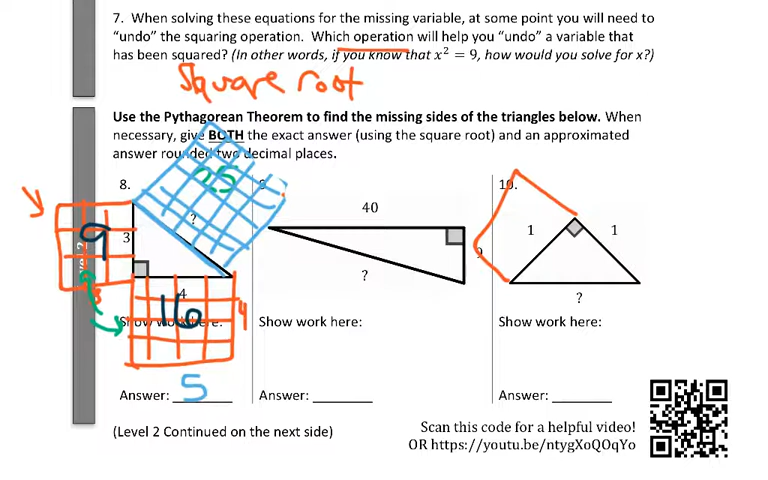 7. When solving these equations for the missing variable, at some point you will need to
"undo" the squaring operation. Which operation will help you "undo" a variable that
has been squared? (In other words, if you know that x² = 9, how would you solve for x?)
Square root
Use the Pythagorean Theorem to find the missing sides of the triangles below. When
necessary, give BOTH the exact answer (using the square root) and an approximated
answer rounded two decimal places.
8.
25
?
3
9
4
16
4
Show work here:
Answer: 5
40
9
?
Show work here:
Answer: ______
10.
1
1
?
Show work here:
Answer: ______
(Level 2 Continued on the next side)
Scan this code for a helpful video!
OR https://youtu.be/ntygXoQOqYo